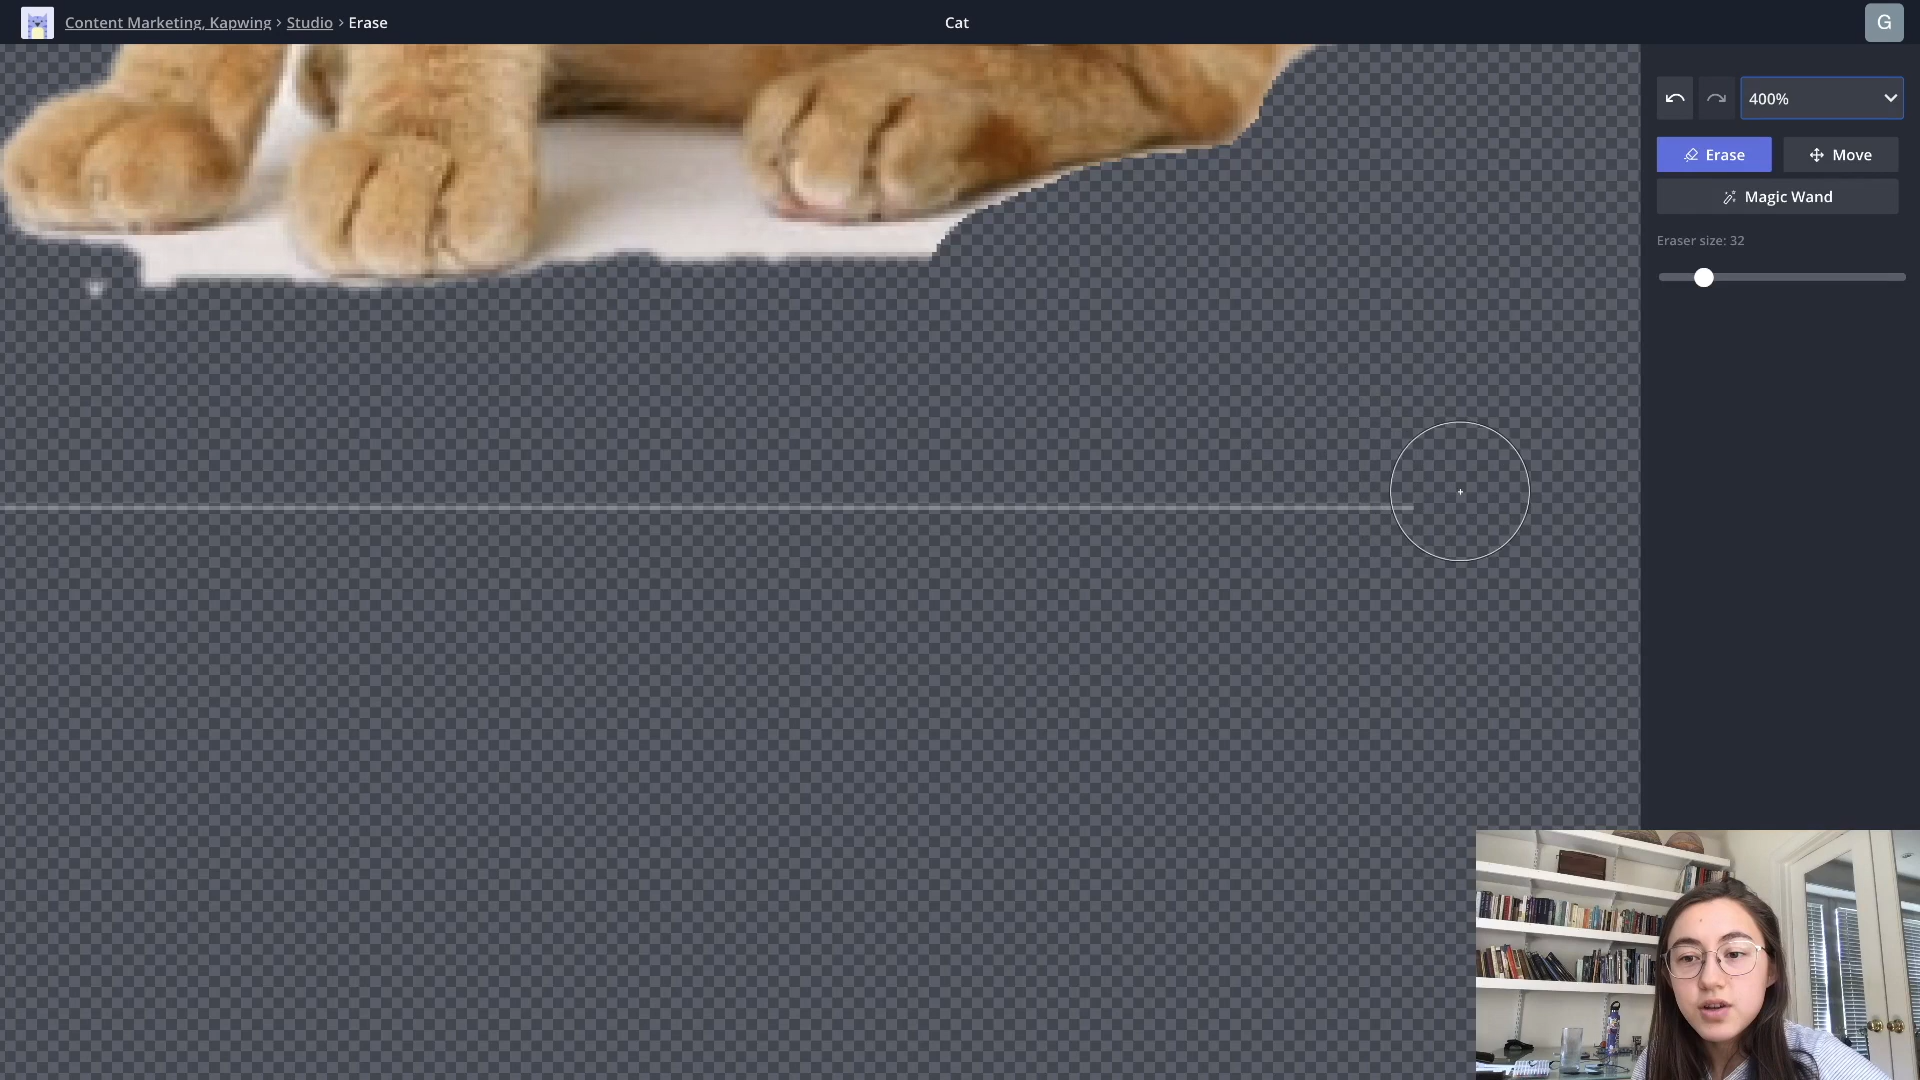 Content Marketing, Kapwing › Studio › Erase
Cat
G
400%
Erase
Move
Magic Wand
Eraser size: 32